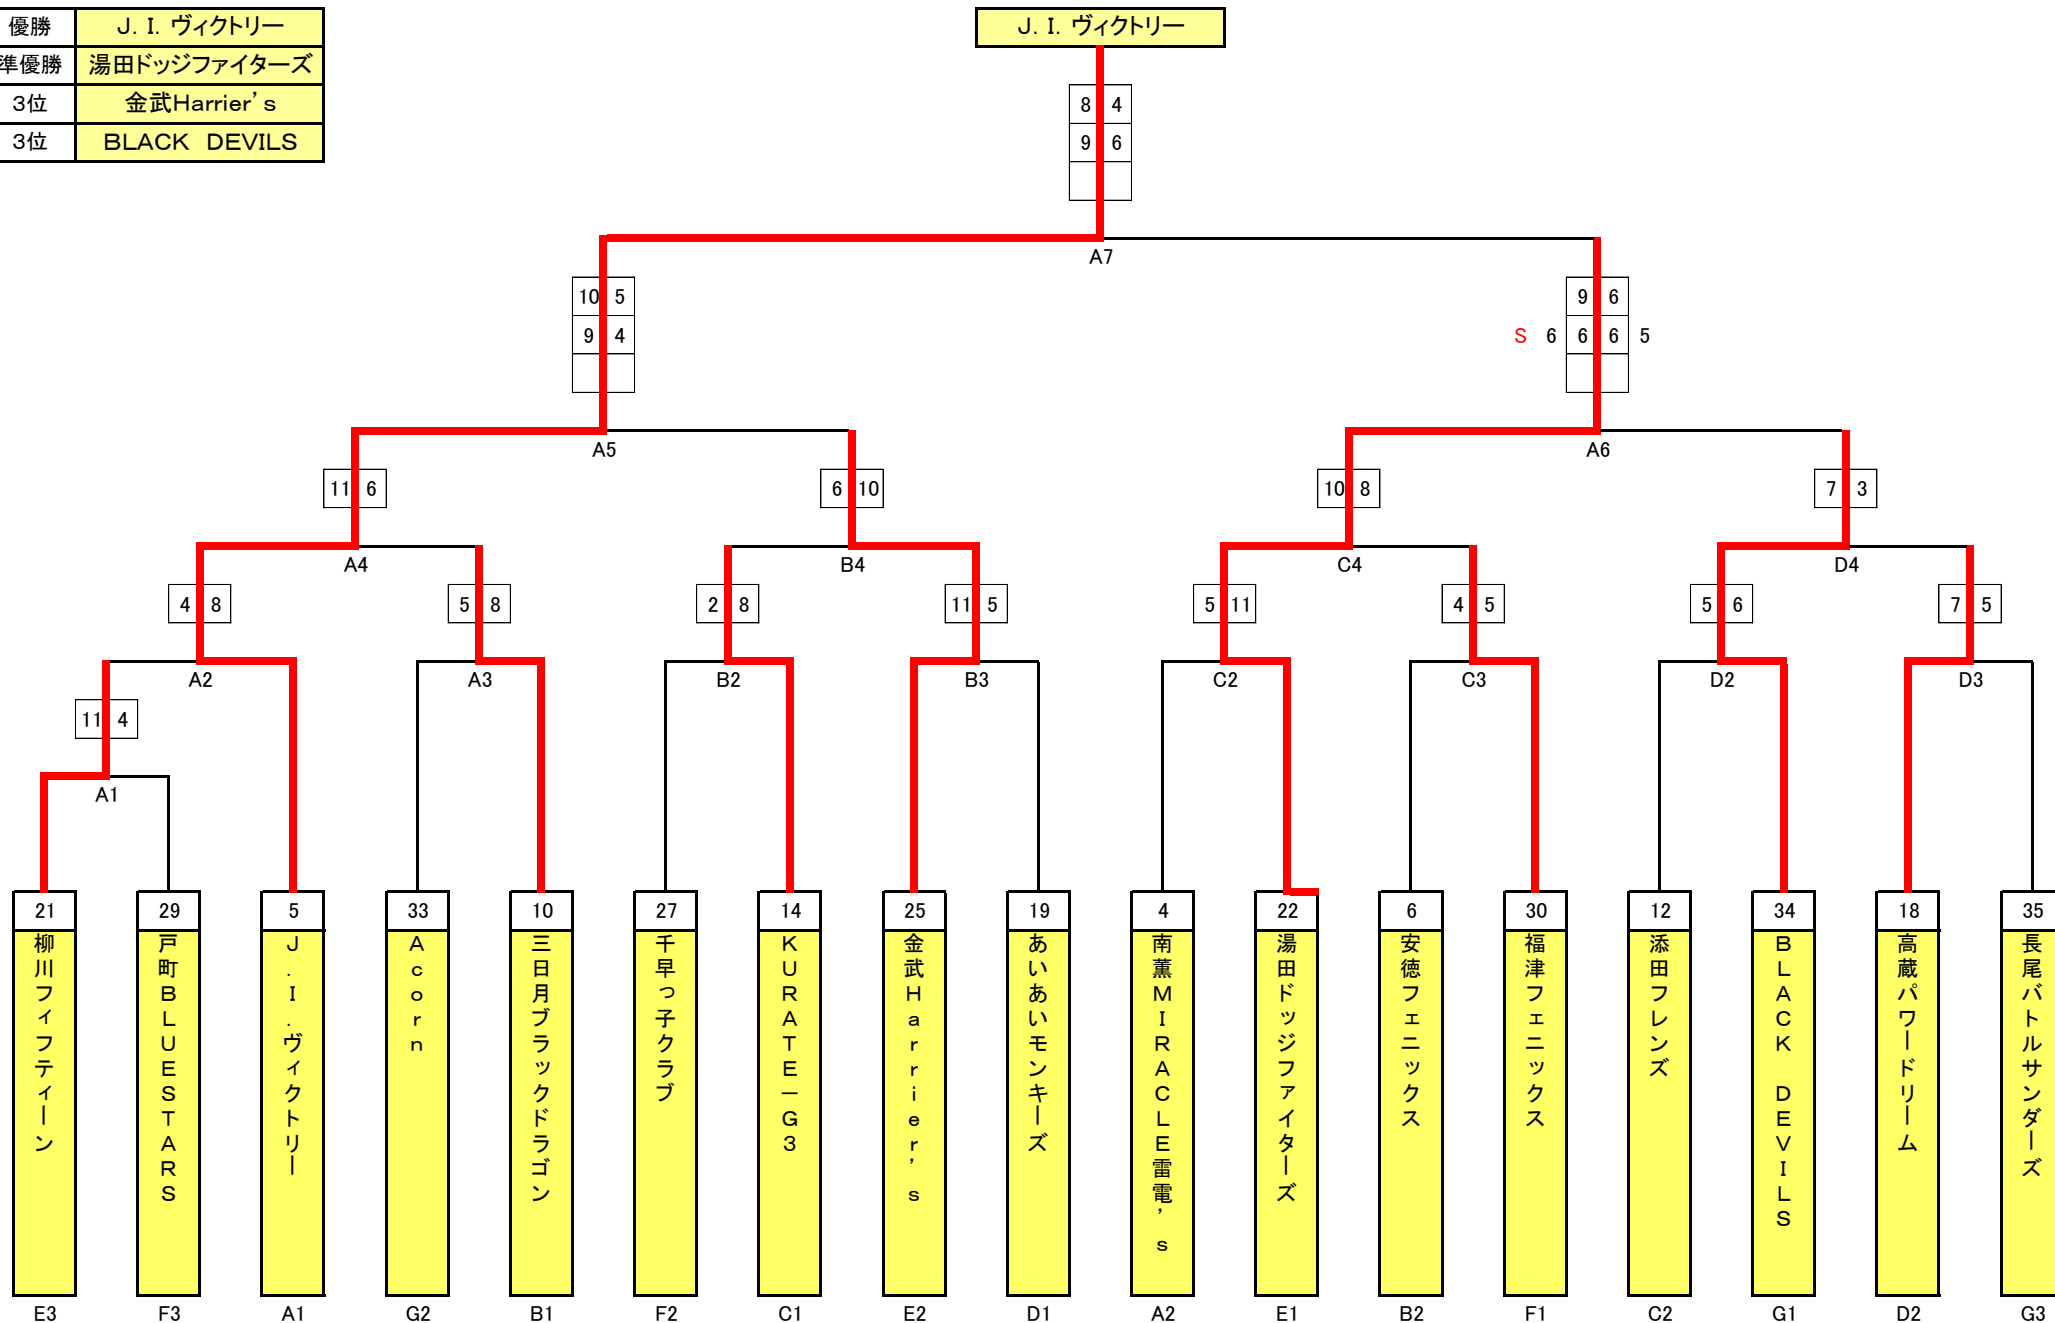 優勝 J．I．ヴィクトリー
準優勝 湯田ドッジファイターズ
3位 金武Harrier’s
3位 BLACK　DEVILS
J．I．ヴィクトリー
8 4
9 6
A7
10 5
9 4
9 6
S 6 6 6 5
A5
A6
11 6
6 10
10 8
7 3
A4
B4
C4
D4
4 8
5 8
2 8
11 5
5 11
4 5
5 6
7 5
A2
A3
B2
B3
C2
C3
D2
D3
11 4
A1
21
29
5
33
10
27
14
25
19
4
22
6
30
12
34
18
35
柳川フィフティーン
戸町BLUESTARS
J．I．ヴィクトリー
Acorn
三日月ブラックドラゴン
千早っ子クラブ
KURATE－G3
金武Harrier’s
あいあいモンキーズ
南薫MIRACLE雷電’s
湯田ドッジファイターズ
安徳フェニックス
福津フェニックス
添田フレンズ
BLACK　DEVILS
高蔵パワードリーム
長尾バトルサンダーズ
E3
F3
A1
G2
B1
F2
C1
E2
D1
A2
E1
B2
F1
C2
G1
D2
G3